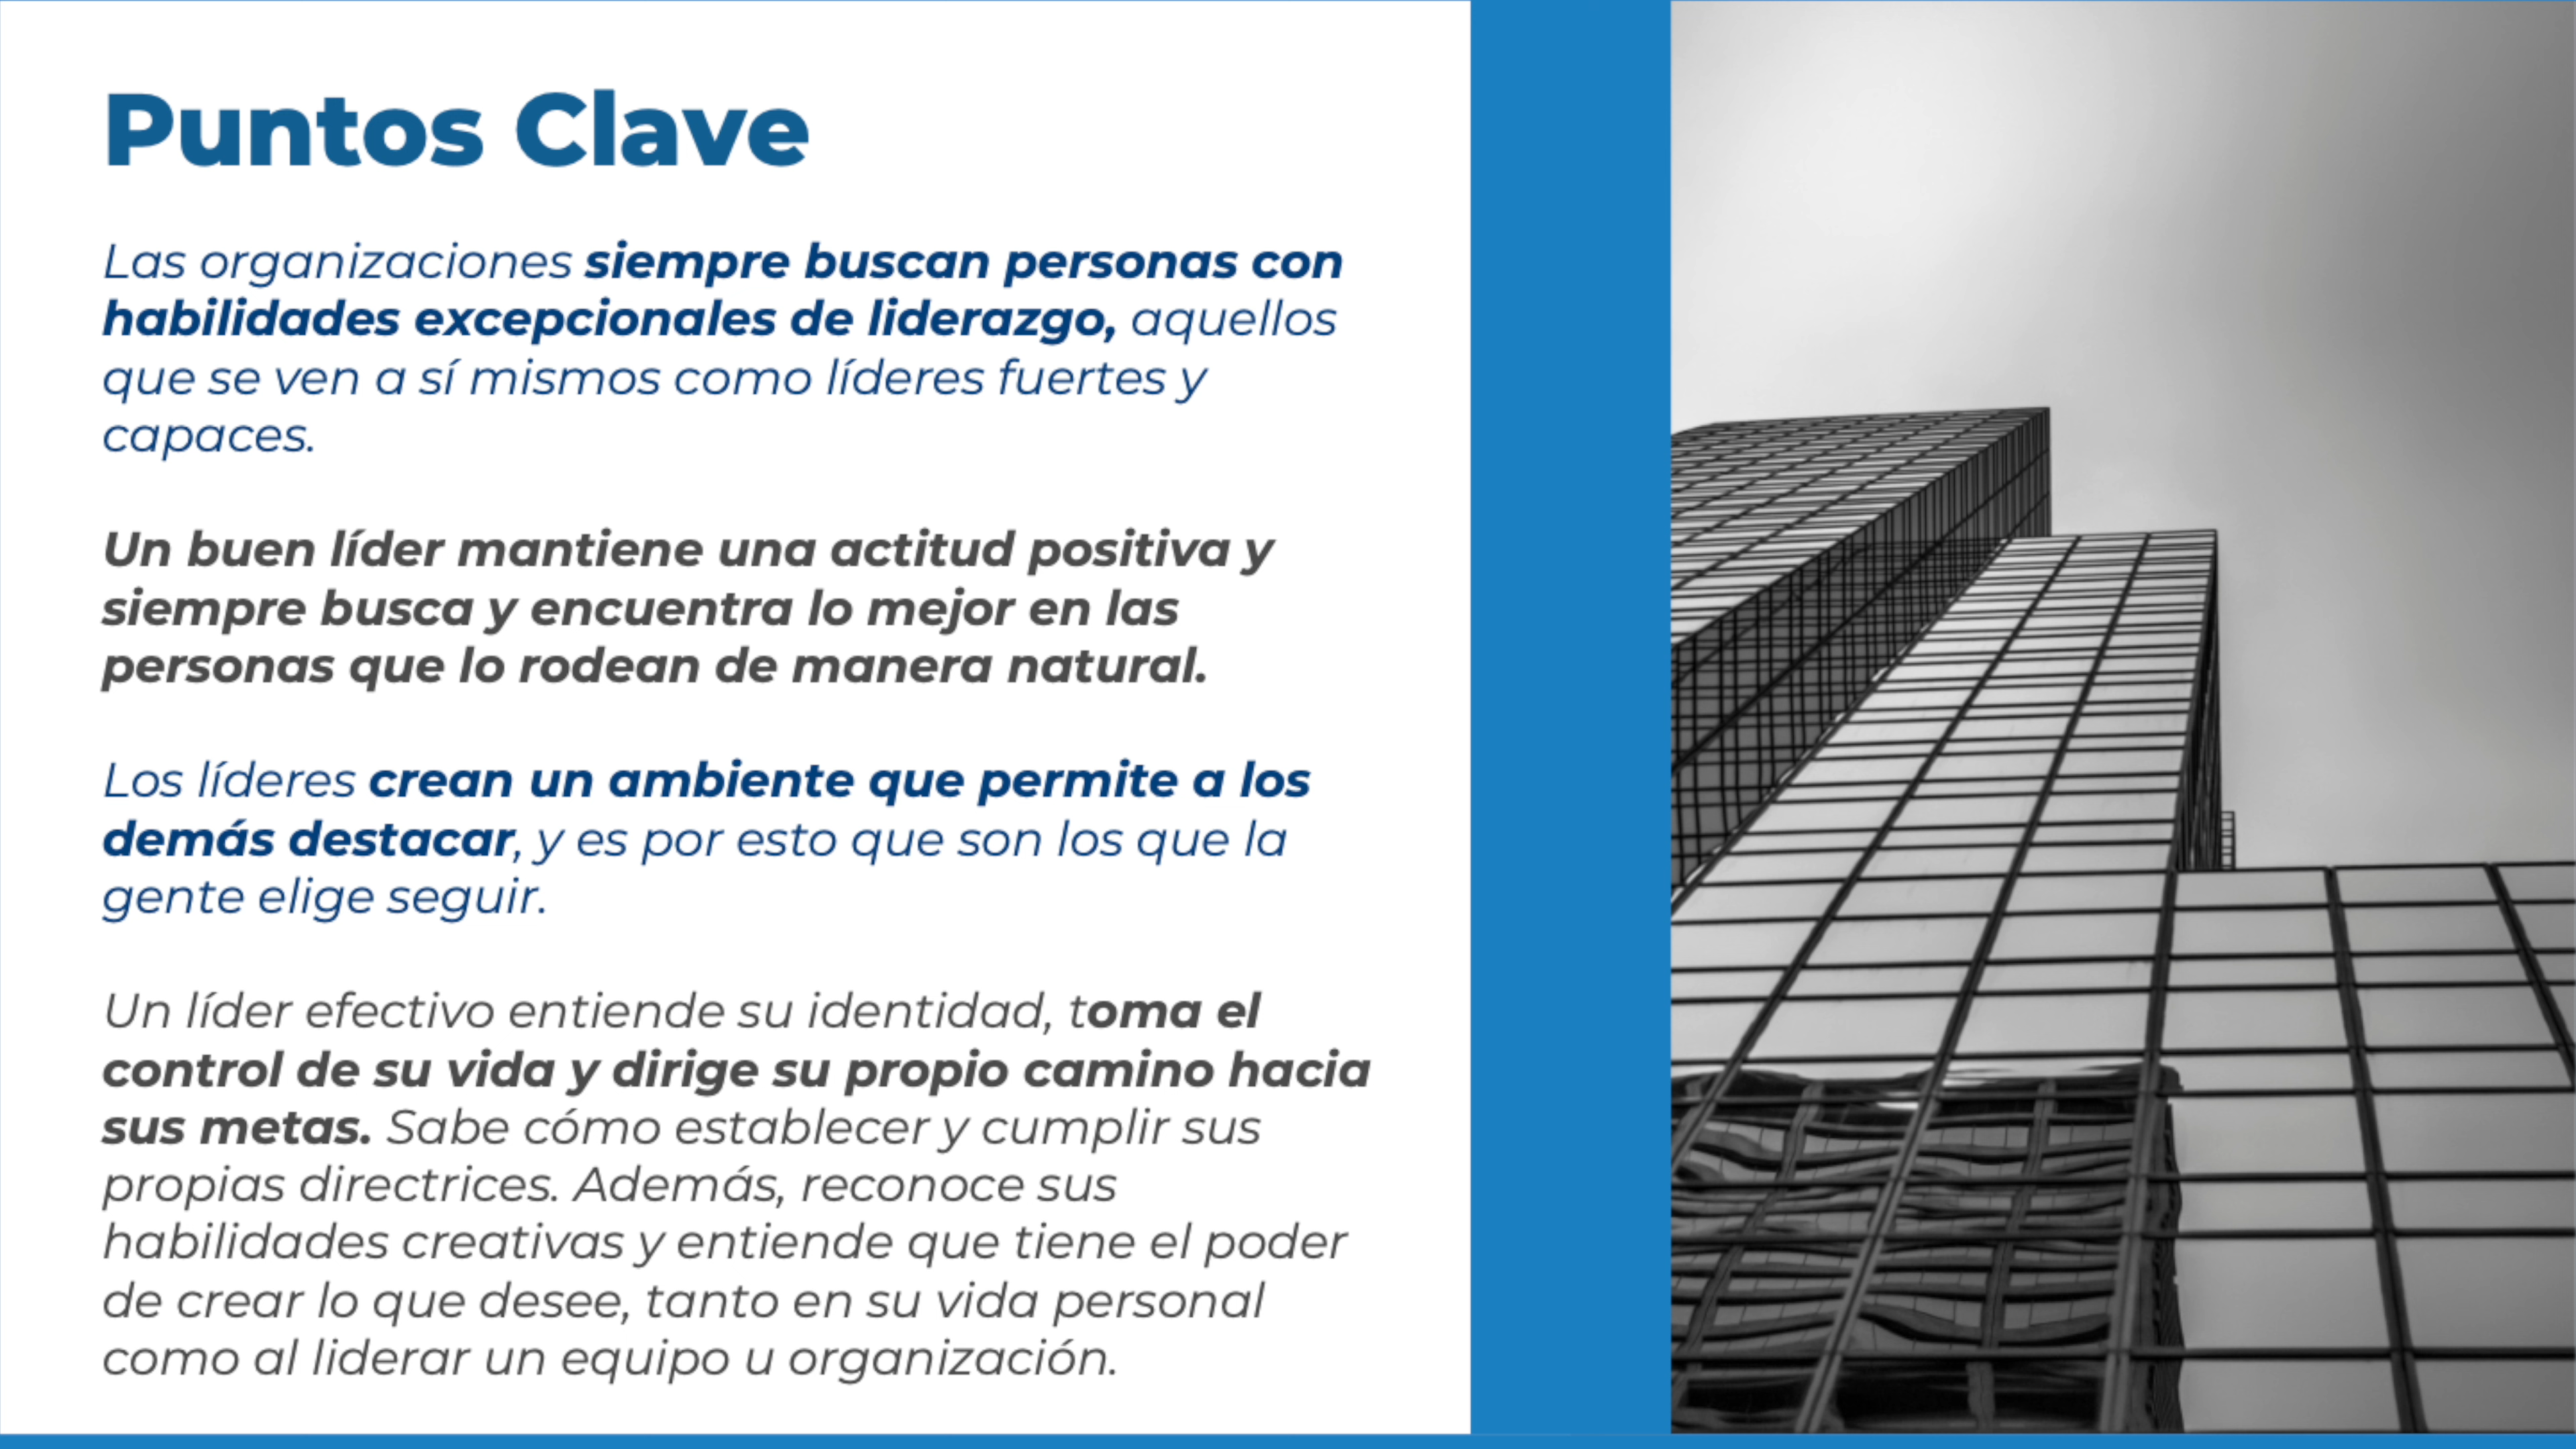 Puntos Clave
Las organizaciones siempre buscan personas con
habilidades excepcionales de liderazgo, aquellos
que se ven a sí mismos como líderes fuertes y
capaces.
Un buen líder mantiene una actitud positiva y
siempre busca y encuentra lo mejor en las
personas que lo rodean de manera natural.
Los líderes crean un ambiente que permite a los
demás destacar, y es por esto que son los que la
gente elige seguir.
Un líder efectivo entiende su identidad, toma el
control de su vida y dirige su propio camino hacia
sus metas. Sabe cómo establecer y cumplir sus
propias directrices. Además, reconoce sus
habilidades creativas y entiende que tiene el poder
de crear lo que desee, tanto en su vida personal
como al liderar un equipo u organización.